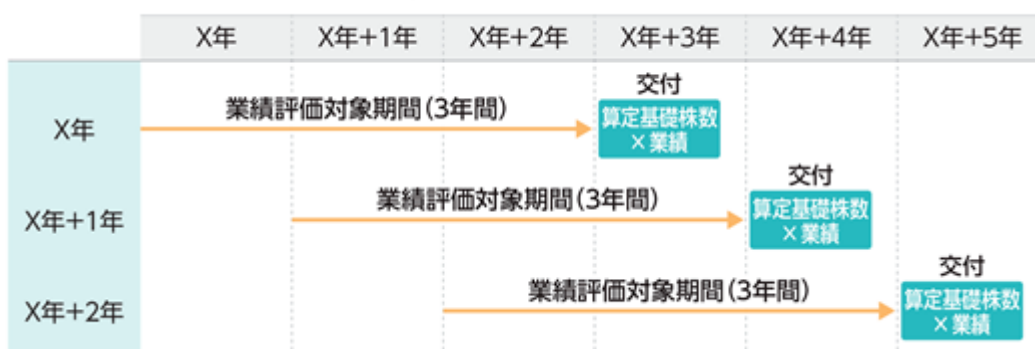 X年 X年+1年 X年+2年 X年+3年 X年+4年 X年+5年
交付
業績評価対象期間(3年間)
X年
算定基礎株数
×業績
交付
業績評価対象期間(3年間)
X年+1年
算定基礎株数
×業績
交付
業績評価対象期間(3年間)
X年+2年
算定基礎株数
×業績